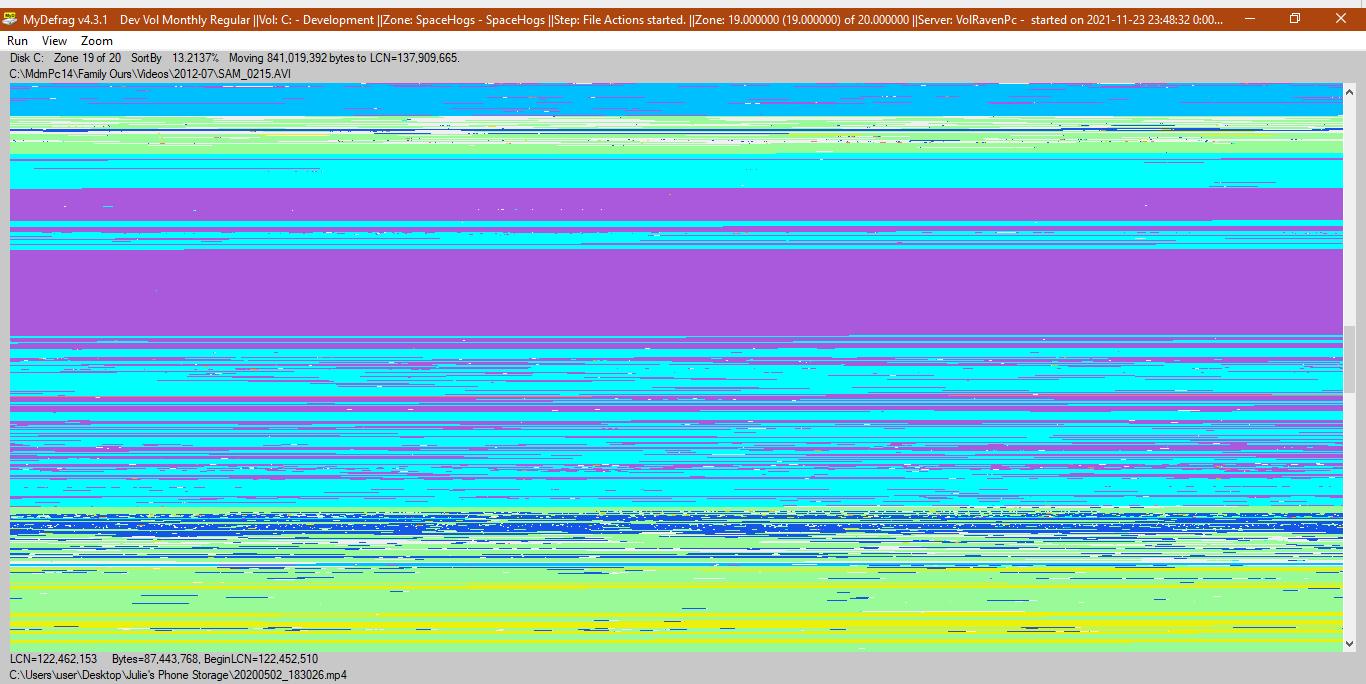 MyDefrag v4.3.1 Dev Vol Monthly Regular ||Vol: C: - Development ||Zone: SpaceHogs - SpaceHogs ||Step: File Actions started. ||Zone: 19.000000 (19.000000) of 20.000000 ||Server: VolRavenPc - started on 2021-11-23 23:48:32 0:00...
Run View Zoom
Disk C: Zone 19 of 20 SortBy 13.2137% Moving 841,019,392 bytes to LCN=137,909,665.
C:\MdmPc14\Family Ours\Videos\2012-07\SAM_0215.AVI
LCN=122,462,153 Bytes=87,443,768, BeginLCN=122,452,510
C:\Users\user\Desktop\Julie's Phone Storage\20200502_183026.mp4